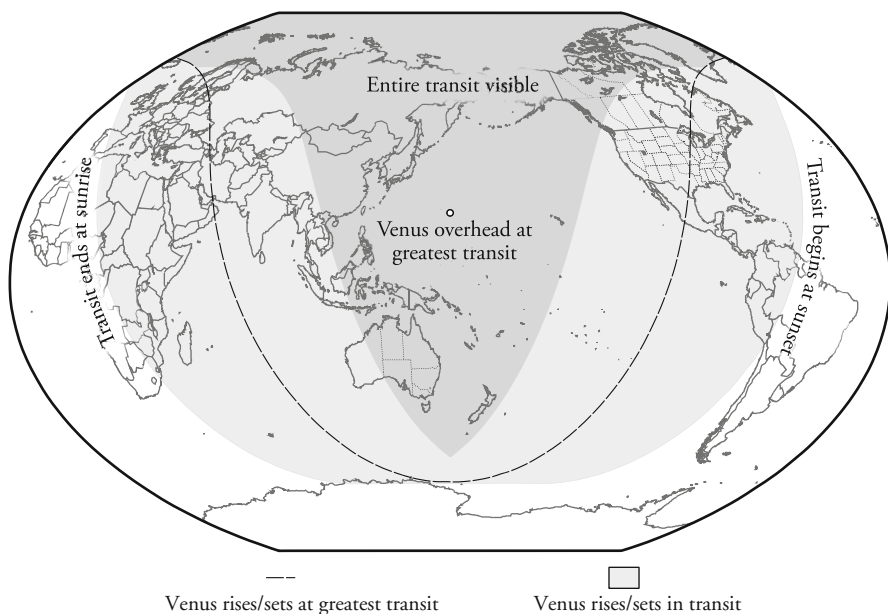 Entire transit visible
Transit ends at sunrise
Venus overhead at
greatest transit
Transit begins at sunset
Venus rises/sets at greatest transit
Venus rises/sets in transit